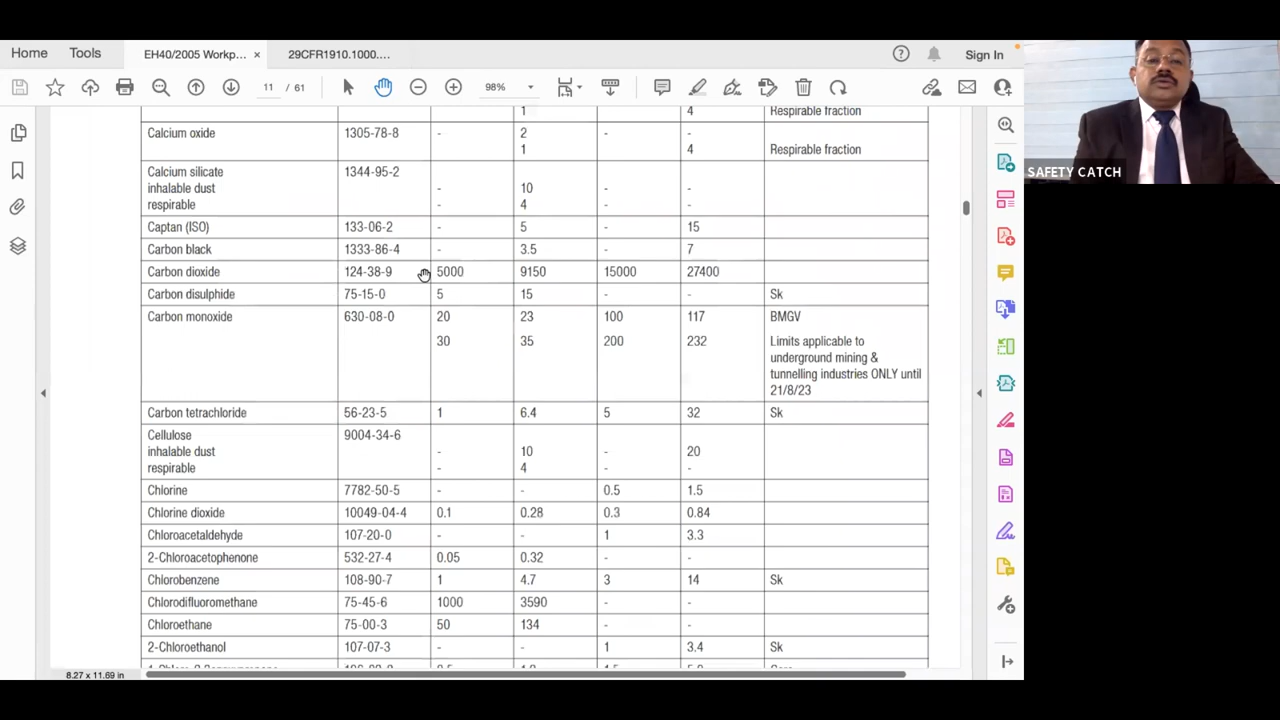 Home Tools EH40/2005 Workp... × 29CFR1910.1000.... ? Sign In
11 / 61 98%
1 4 Respirable fraction
Calcium oxide 1305-78-8 - 2 - -
1 4 Respirable fraction
Calcium silicate 1344-95-2
inhalable dust - 10 - -
respirable - 4 - -
Captan (ISO) 133-06-2 - 5 - 15
Carbon black 1333-86-4 - 3.5 - 7
Carbon dioxide 124-38-9 5000 9150 15000 27400
Carbon disulphide 75-15-0 5 15 - - Sk
Carbon monoxide 630-08-0 20 23 100 117 BMGV
30 35 200 232 Limits applicable to
underground mining &
tunnelling industries ONLY until
21/8/23
Carbon tetrachloride 56-23-5 1 6.4 5 32 Sk
Cellulose 9004-34-6
inhalable dust - 10 - 20
respirable - 4 - -
Chlorine 7782-50-5 - - 0.5 1.5
Chlorine dioxide 10049-04-4 0.1 0.28 0.3 0.84
Chloroacetaldehyde 107-20-0 - - 1 3.3
2-Chloroacetophenone 532-27-4 0.05 0.32 - -
Chlorobenzene 108-90-7 1 4.7 3 14 Sk
Chlorodifluoromethane 75-45-6 1000 3590 - -
Chloroethane 75-00-3 50 134 - -
2-Chloroethanol 107-07-3 - - 1 3.4 Sk
8.27 x 11.69 in
SAFETY CATCH